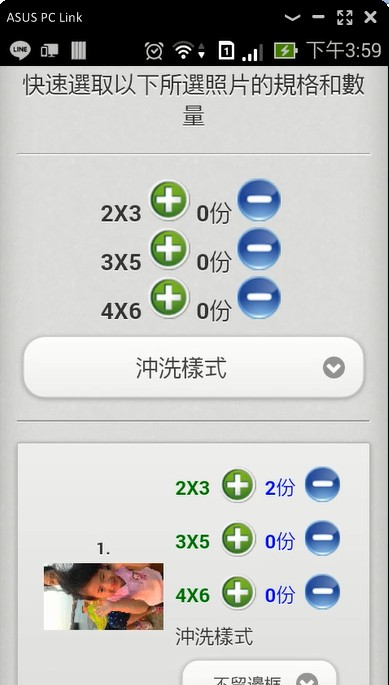 ASUS PC Link
LINE 1 下午3:59
快速選取以下所選照片的規格和數
量
2X3 0份
3X5 0份
4X6 0份
沖洗樣式
2X3 2份
3X5 0份
1.
4X6 0份
沖洗樣式
不留邊框